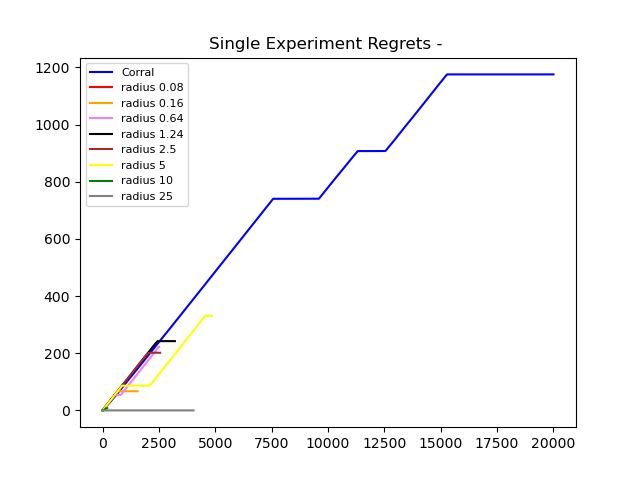 Single Experiment Regrets -
1200
1000
800
600
400
200
0
Corral
radius 0.08
radius 0.16
radius 0.64
radius 1.24
radius 2.5
radius 5
radius 10
radius 25
0 2500 5000 7500 10000 12500 15000 17500 20000